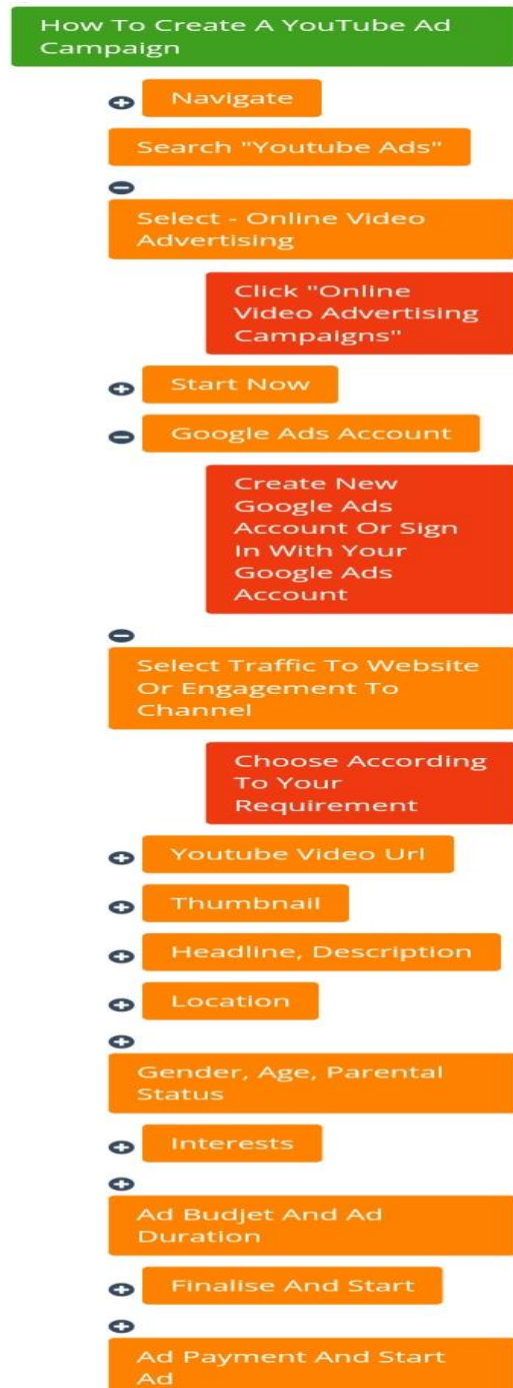 How To Create A YouTube Ad
Campaign
Navigate
Search "Youtube Ads"
Select - Online Video
Advertising
Click "Online
Video Advertising
Campaigns"
Start Now
Google Ads Account
Create New
Google Ads
Account Or Sign
In With Your
Google Ads
Account
Select Traffic To Website
Or Engagement To
Channel
Choose According
To Your
Requirement
Youtube Video Url
Thumbnail
Headline, Description
Location
Gender, Age, Parental
Status
Interests
Ad Budjet And Ad
Duration
Finalise And Start
Ad Payment And Start
Ad